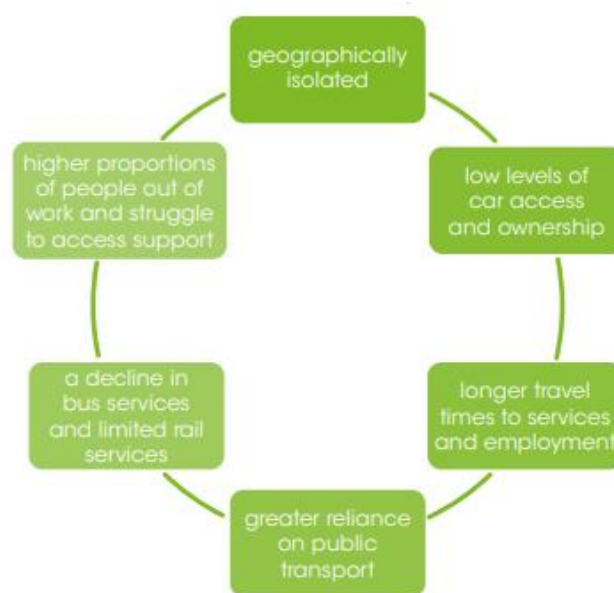 geographically
isolated
low levels of
car access
and ownership
longer travel
times to services
and employment
greater reliance
on public
transport
a decline in
bus services
and limited rail
services
higher proportions
of people out of
work and struggle
to access support